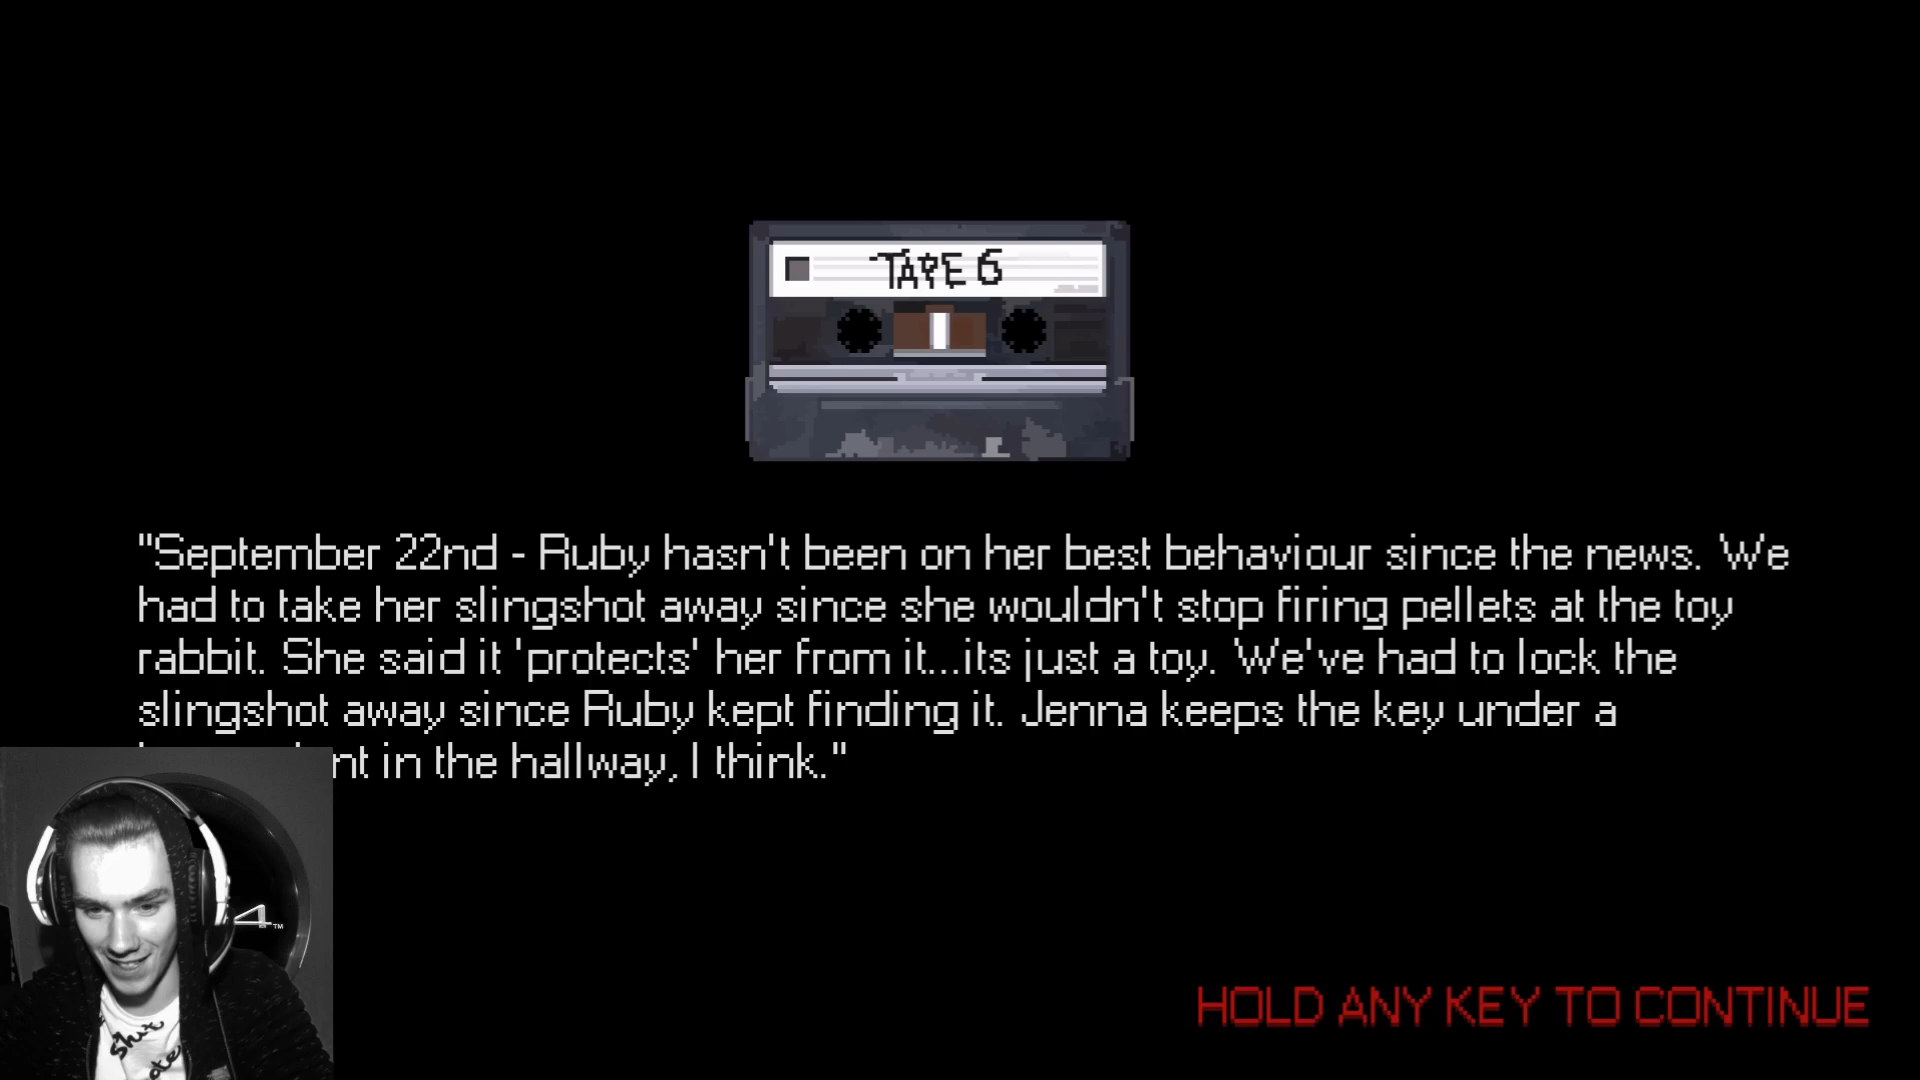 TAPE 6
"September 22nd - Ruby hasn't been on her best behaviour since the news. We
had to take her slingshot away since she wouldn't stop firing pellets at the toy
rabbit. She said it 'protects' her from it...its just a toy. We've had to lock the
slingshot away since Ruby kept finding it. Jenna keeps the key under a
in the hallway, I think."
4™
shit
HOLD ANY KEY TO CONTINUE